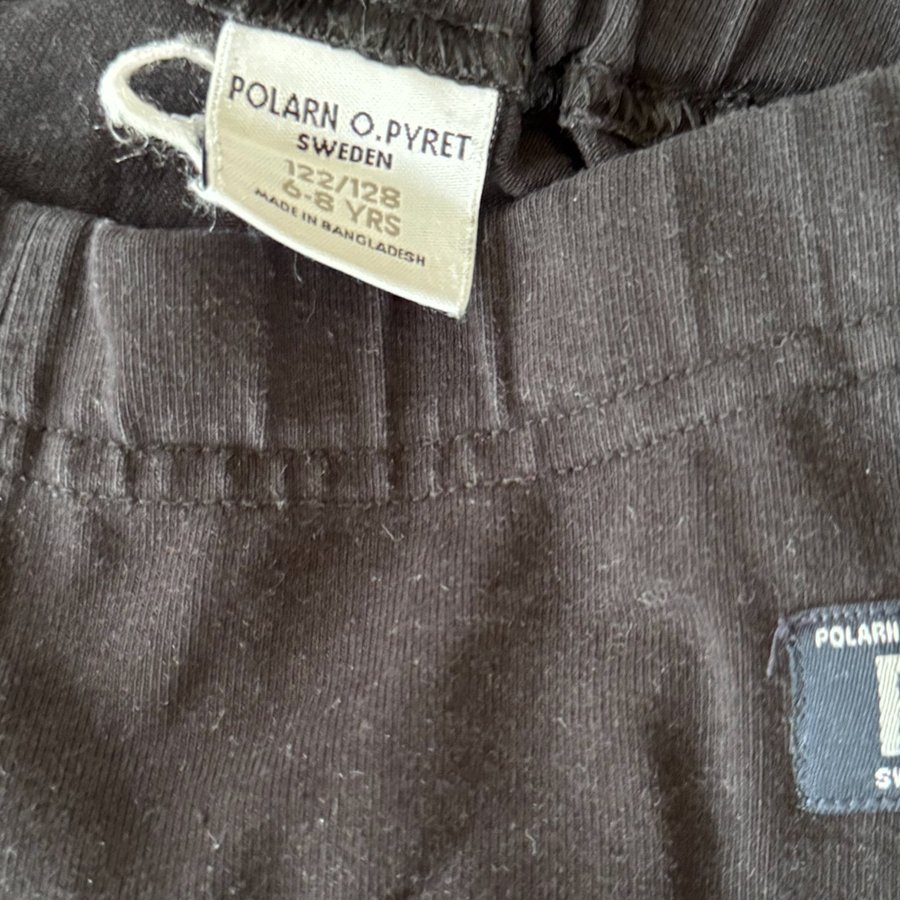 POLARN O.PYRET
SWEDEN
122/128
6-8 YRS
MADE IN BANGLADESH
POLARN
SW